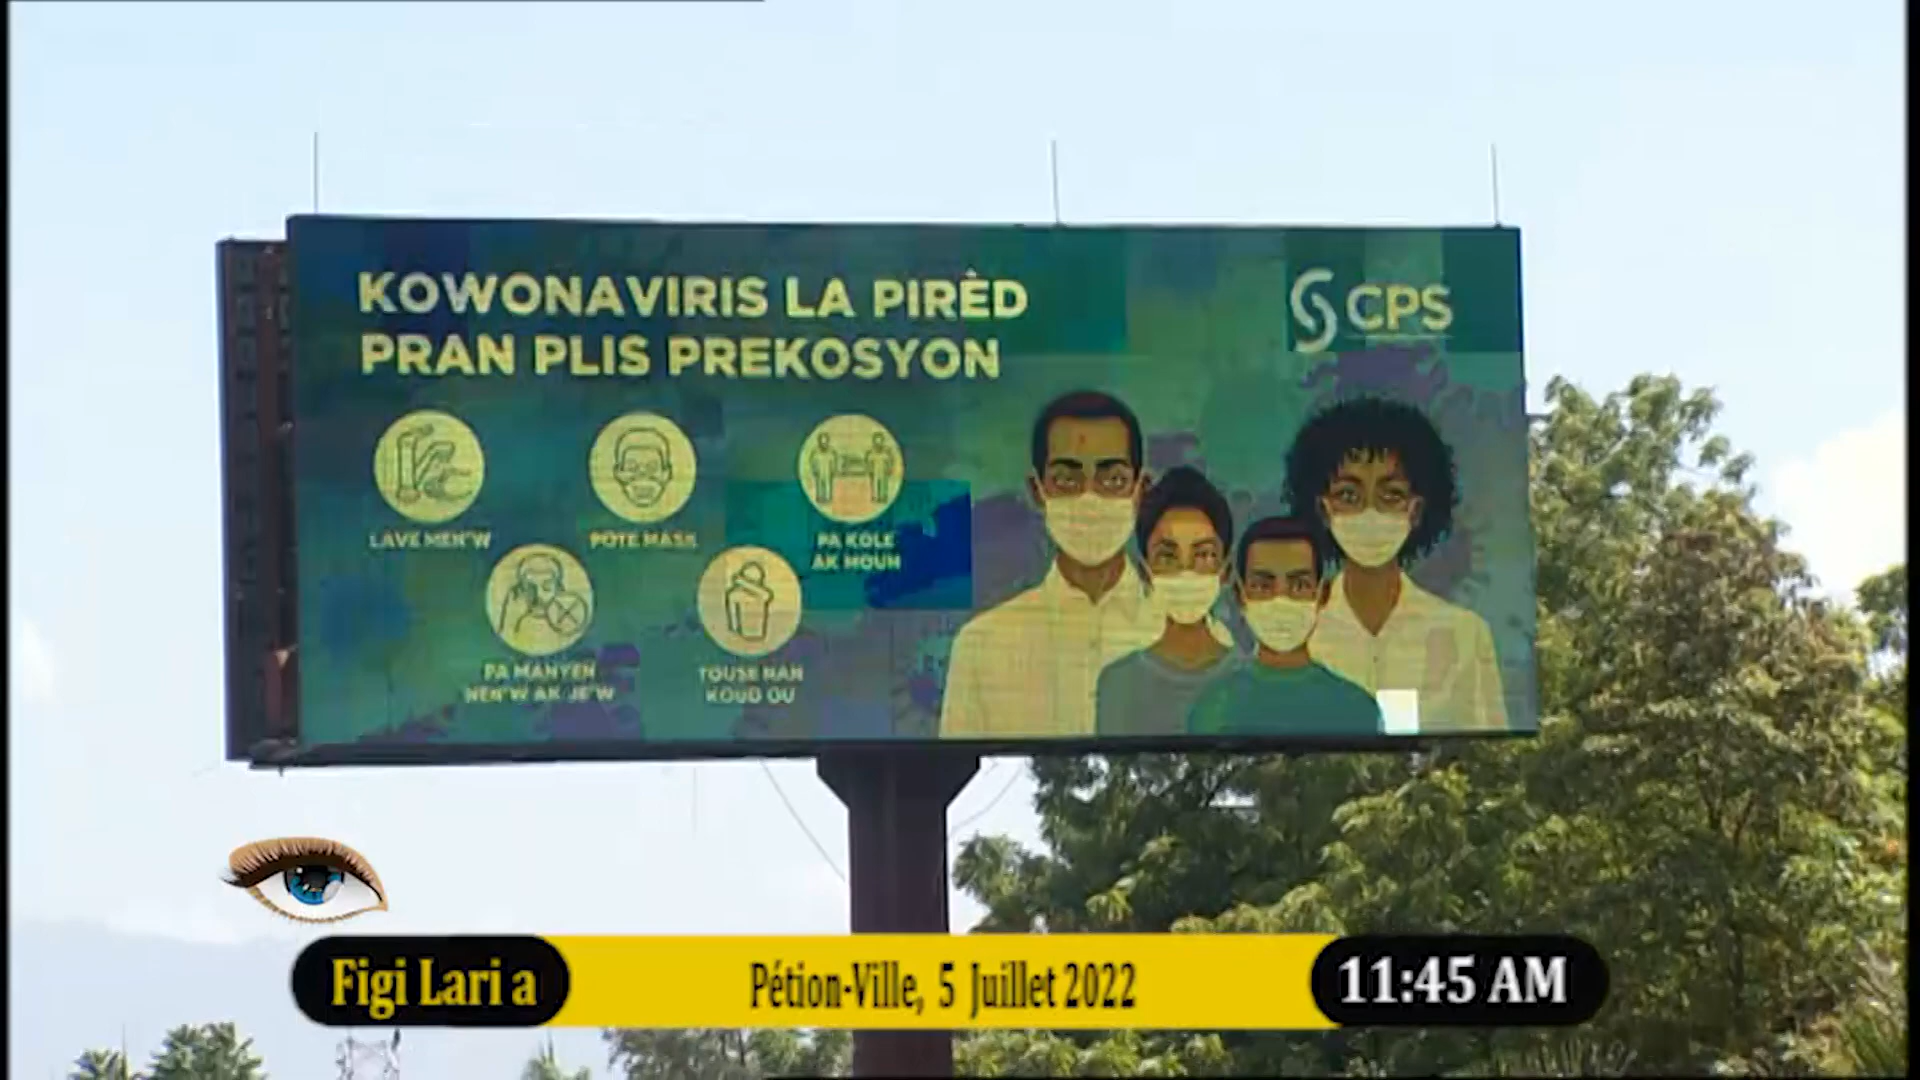 KOWONAVIRIS LA PIRÈD
PRAN PLIS PREKOSYON
CPS
LAVE MEN'W
POTE MASK
PA KOLE
AK MOUN
PA MANYEN
NEN'W AK JE'W
TOUSE NAN
KOUD OU
Figi Lari a
Pétion-Ville, 5 Juillet 2022
11:45 AM